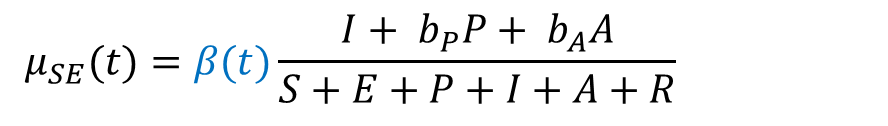 μ_SE(t) = β(t) (I + b_P P + b_A A) / (S + E + P + I + A + R)